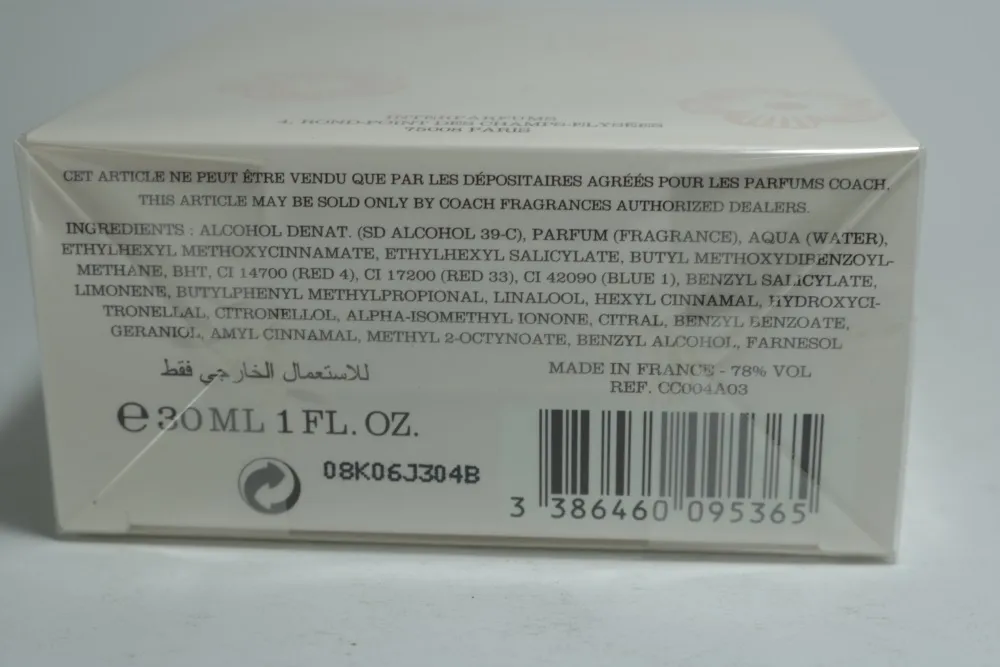 INTERPARFUMS
4, ROND-POINT DES CHAMPS-ELYSÉES
75008 PARIS
CET ARTICLE NE PEUT ÊTRE VENDU QUE PAR LES DÉPOSITAIRES AGRÉÉS POUR LES PARFUMS COACH.
THIS ARTICLE MAY BE SOLD ONLY BY COACH FRAGRANCES AUTHORIZED DEALERS.
INGREDIENTS : ALCOHOL DENAT. (SD ALCOHOL 39-C), PARFUM (FRAGRANCE), AQUA (WATER),
ETHYLHEXYL METHOXYCINNAMATE, ETHYLHEXYL SALICYLATE, BUTYL METHOXYDIBENZOYL-
METHANE, BHT, CI 14700 (RED 4), CI 17200 (RED 33), CI 42090 (BLUE 1), BENZYL SALICYLATE,
LIMONENE, BUTYLPHENYL METHYLPROPIONAL, LINALOOL, HEXYL CINNAMAL, HYDROXYCI-
TRONELLAL, CITRONELLOL, ALPHA-ISOMETHYL IONONE, CITRAL, BENZYL BENZOATE,
GERANIOL, AMYL CINNAMAL, METHYL 2-OCTYNOATE, BENZYL ALCOHOL, FARNESOL
للاستعمال الخارجي فقط
MADE IN FRANCE - 78% VOL
REF. CC004A03
e 30 ML 1 FL. OZ.
08K06J304B
3 386460 095365